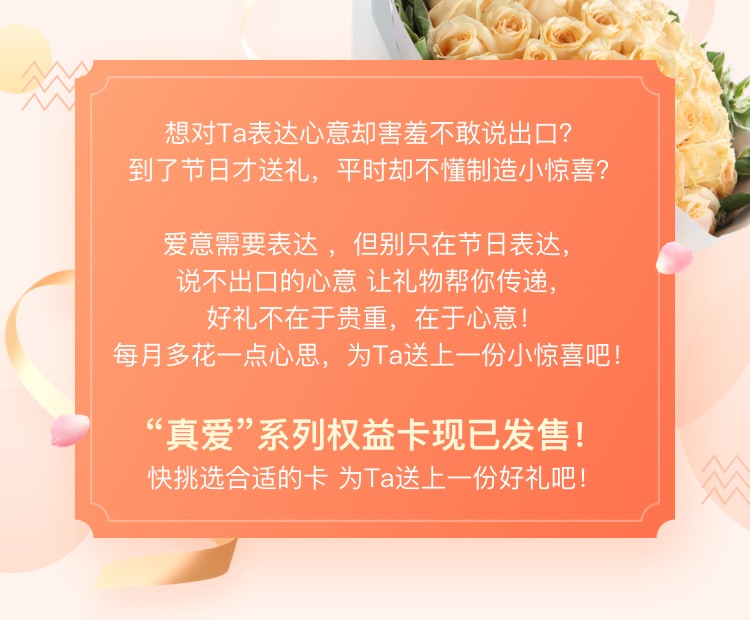 想对Ta表达心意却害羞不敢说出口？
到了节日才送礼，平时却不懂制造小惊喜？
爱意需要表达 ，但别只在节日表达，
说不出口的心意 让礼物帮你传递，
好礼不在于贵重，在于心意！
每月多花一点心思，为Ta送上一份小惊喜吧！
“真爱”系列权益卡现已发售！
快挑选合适的卡 为Ta送上一份好礼吧！